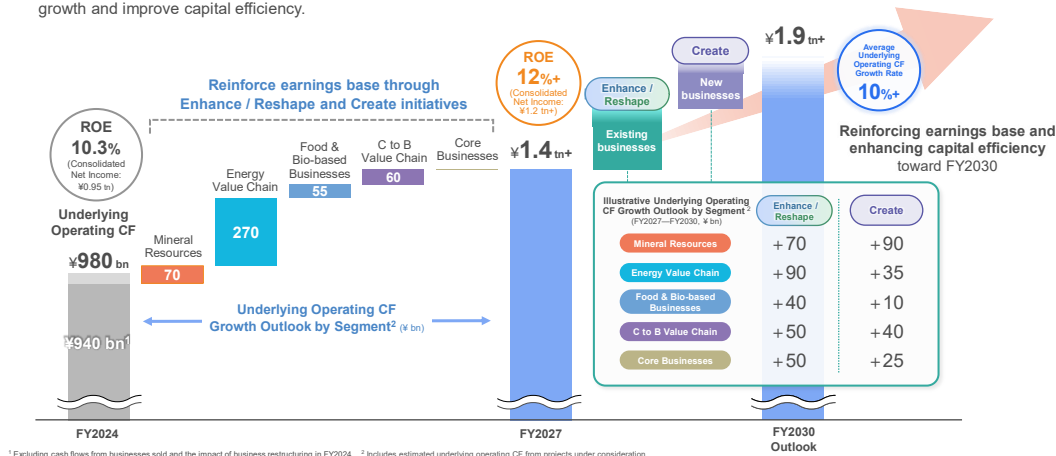 growth and improve capital efficiency.
ROE
10.3%
(Consolidated
Net Income:
¥0.95 tn)
Underlying
Operating CF
¥980 bn
¥940 bn¹
FY2024
Reinforce earnings base through
Enhance / Reshape and Create initiatives
Mineral
Resources
70
Energy
Value Chain
270
Food &
Bio-based
Businesses
55
C to B
Value Chain
60
Core
Businesses
Underlying Operating CF
Growth Outlook by Segment² (¥ bn)
ROE
12%+
(Consolidated
Net Income:
¥1.2 tn+)
¥1.4 tn+
FY2027
Enhance /
Reshape
Existing
businesses
Create
New
businesses
¥1.9 tn+
FY2030
Outlook
Average
Underlying
Operating CF
Growth Rate
10%+
Reinforcing earnings base and
enhancing capital efficiency
toward FY2030
Illustrative Underlying Operating
CF Growth Outlook by Segment²
(FY2027—FY2030, ¥ bn)
Enhance /
Reshape
Create
Mineral Resources +70 +90
Energy Value Chain +90 +35
Food & Bio-based
Businesses +40 +10
C to B Value Chain +50 +40
Core Businesses +50 +25
¹ Excluding cash flows from businesses sold and the impact of business restructuring in FY2024 ² Includes estimated underlying operating CF from projects under consideration